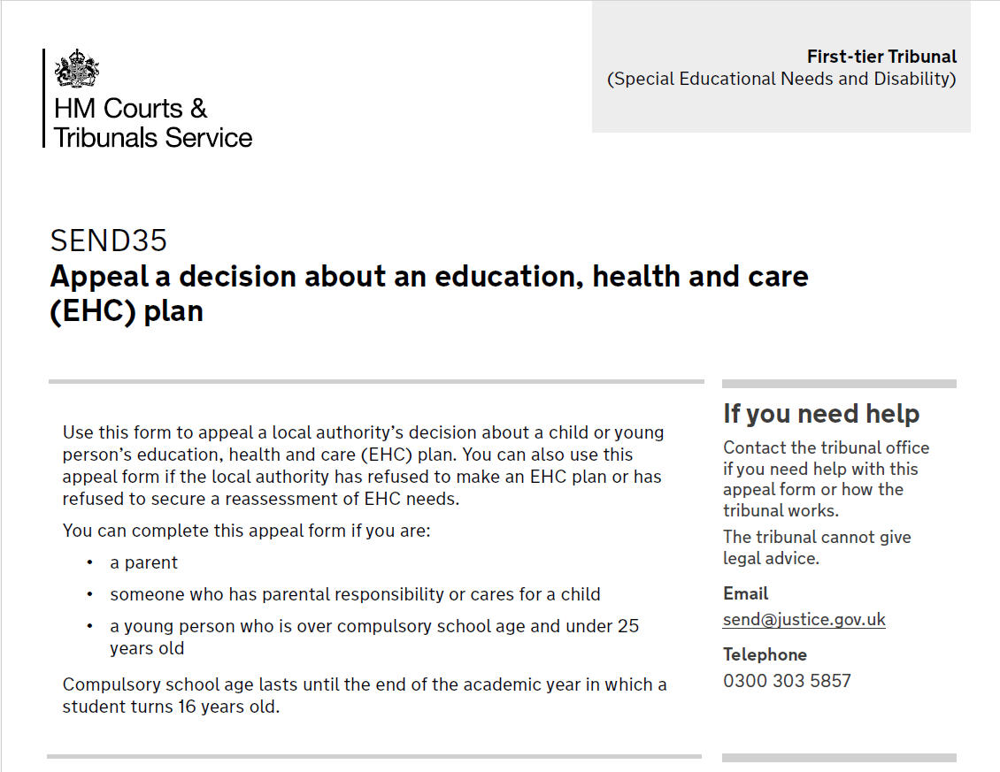 HM Courts &
Tribunals Service
First-tier Tribunal
(Special Educational Needs and Disability)
SEND35
Appeal a decision about an education, health and care
(EHC) plan
Use this form to appeal a local authority’s decision about a child or young
person’s education, health and care (EHC) plan. You can also use this
appeal form if the local authority has refused to make an EHC plan or has
refused to secure a reassessment of EHC needs.
You can complete this appeal form if you are:
• a parent
• someone who has parental responsibility or cares for a child
• a young person who is over compulsory school age and under 25
years old
Compulsory school age lasts until the end of the academic year in which a
student turns 16 years old.
If you need help
Contact the tribunal office
if you need help with this
appeal form or how the
tribunal works.
The tribunal cannot give
legal advice.
Email
send@justice.gov.uk
Telephone
0300 303 5857